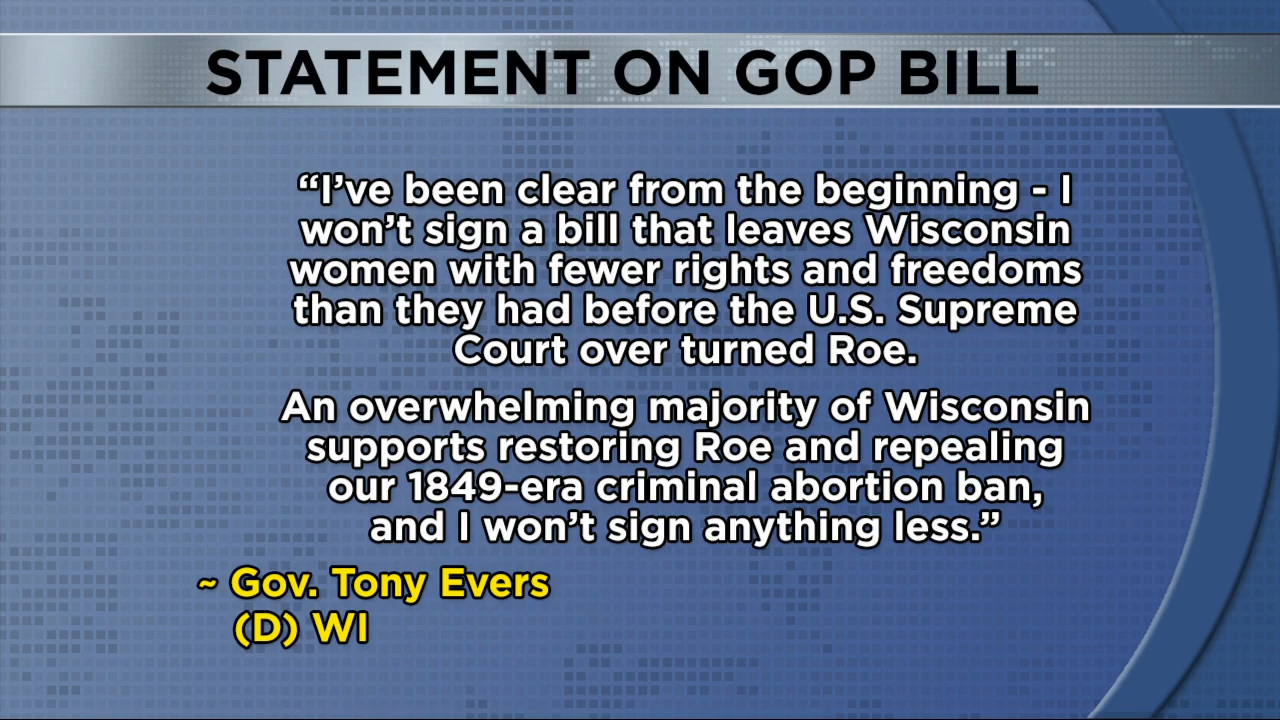 STATEMENT ON GOP BILL
“I’ve been clear from the beginning - I
won’t sign a bill that leaves Wisconsin
women with fewer rights and freedoms
than they had before the U.S. Supreme
Court over turned Roe.
An overwhelming majority of Wisconsin
supports restoring Roe and repealing
our 1849-era criminal abortion ban,
and I won’t sign anything less.”
~ Gov. Tony Evers
(D) WI